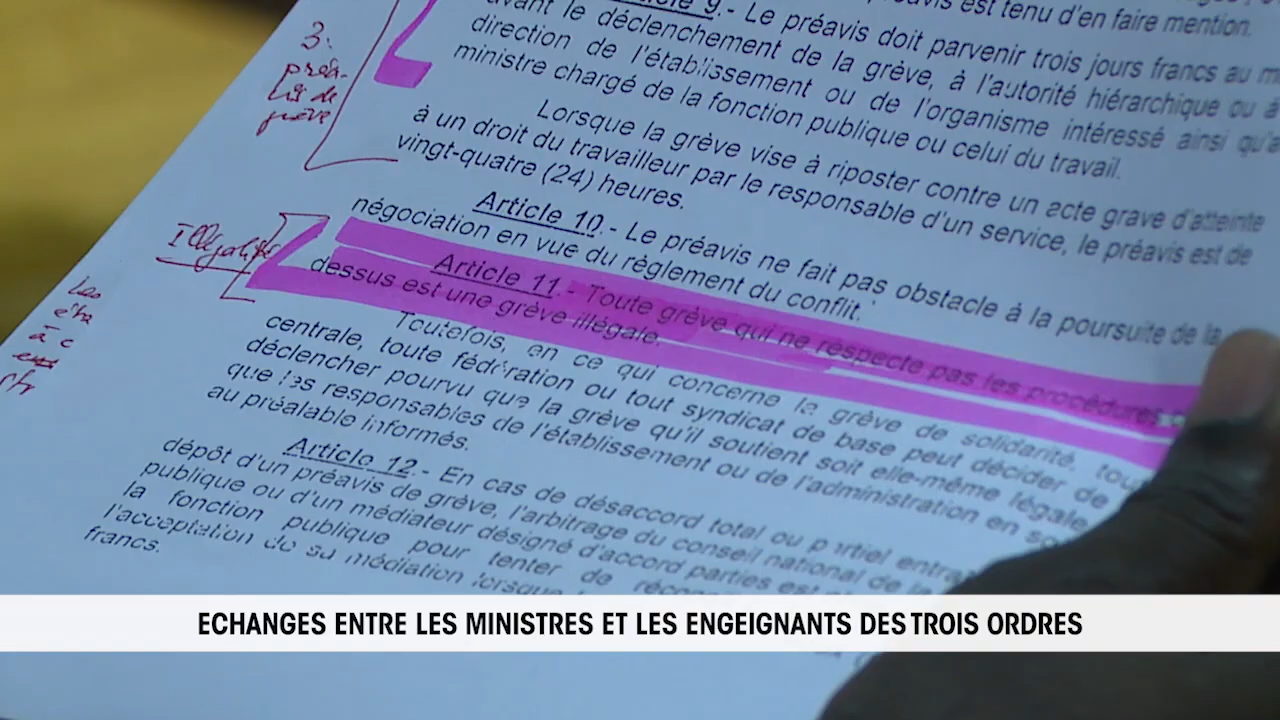 Article 9.- Le préavis doit parvenir trois jours francs au
avant le déclenchement de la grève, à l'autorité hiérarchique ou à
direction de l'établissement ou de l'organisme intéressé ainsi qu'a
ministre chargé de la fonction publique ou celui du travail.
Lorsque la grève vise à riposter contre un acte grave d'atteinte
à un droit du travailleur par le responsable d'un service, le préavis est de
vingt-quatre (24) heures.
Article 10.- Le préavis ne fait pas obstacle à la poursuite de la
négociation en vue du règlement du conflit.
Article 11.- Toute grève qui ne respecte pas les procédures
dessus est une grève illégale.
Toutefois, en ce qui concerne la grève de solidarité, tou
centrale, toute fédération ou tout syndicat de base peut décider de
déclencher pourvu que la grève qu'il soutient soit elle-même légale
que les responsables de l'établissement ou de l'administration en so
au préalable informés.
Article 12.- En cas de désaccord total ou partiel entra
dépôt d'un préavis de grève, l'arbitrage du conseil national de la
publique ou d'un médiateur désigné d'accord parties est
la fonction publique pour tenter de
l'acceptation de sa médiation lorsque
francs.
vis est tenu d'en faire mention.
3.
de
grève
Illégalité
Les
à c
ECHANGES ENTRE LES MINISTRES ET LES ENGEIGNANTS DES TROIS ORDRES